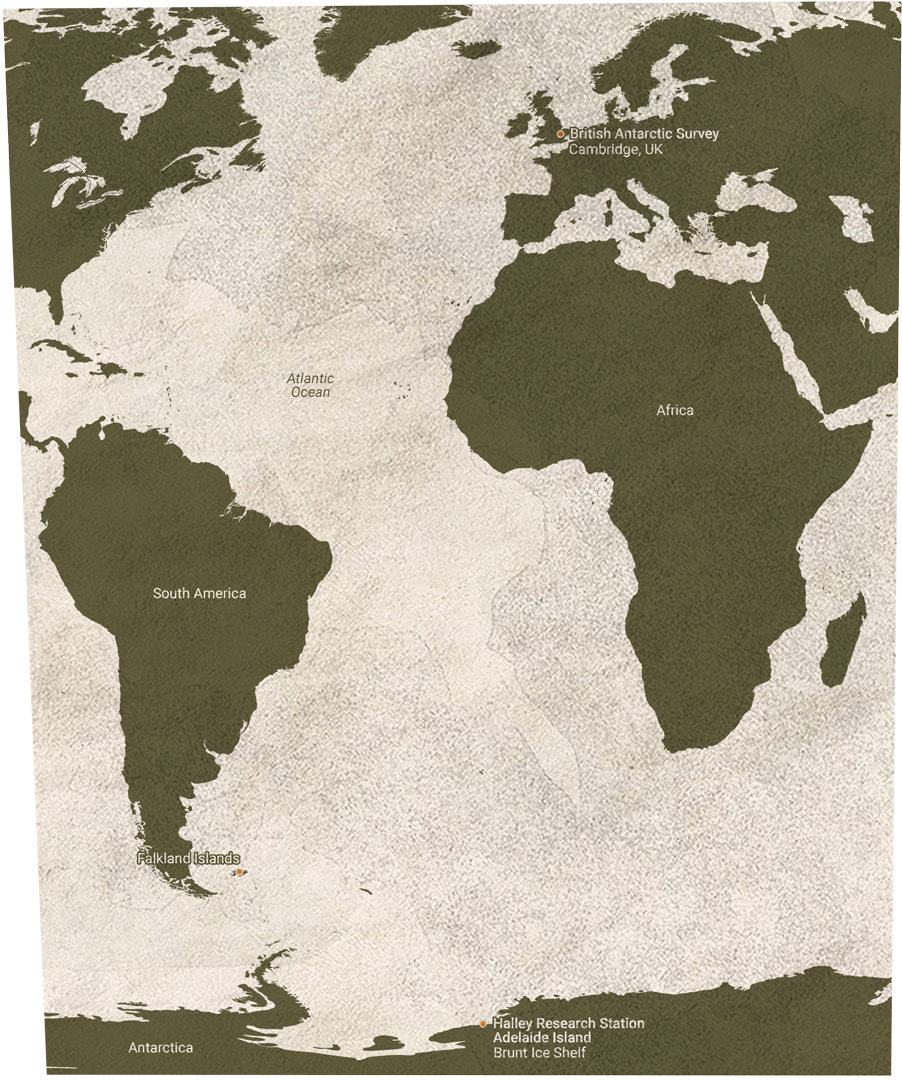 British Antarctic Survey
Cambridge, UK
Atlantic
Ocean
Africa
South America
Falkland Islands
Halley Research Station
Adelaide Island
Brunt Ice Shelf
Antarctica